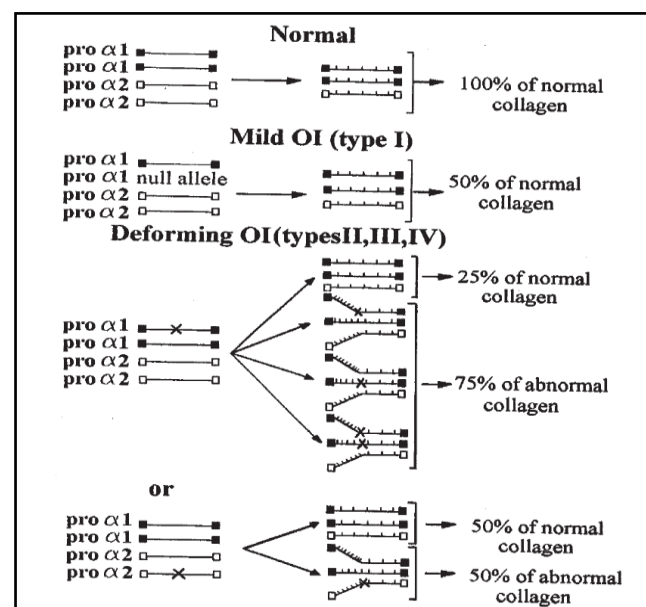 Normal
pro α1
pro α1
pro α2
pro α2
100% of normal
collagen
Mild OI (type I)
pro α1
pro α1 null allele
pro α2
pro α2
50% of normal
collagen
Deforming OI(typesII,III,IV)
25% of normal
collagen
pro α1
pro α1
pro α2
pro α2
75% of abnormal
collagen
or
pro α1
pro α1
pro α2
pro α2
50% of normal
collagen
50% of abnormal
collagen